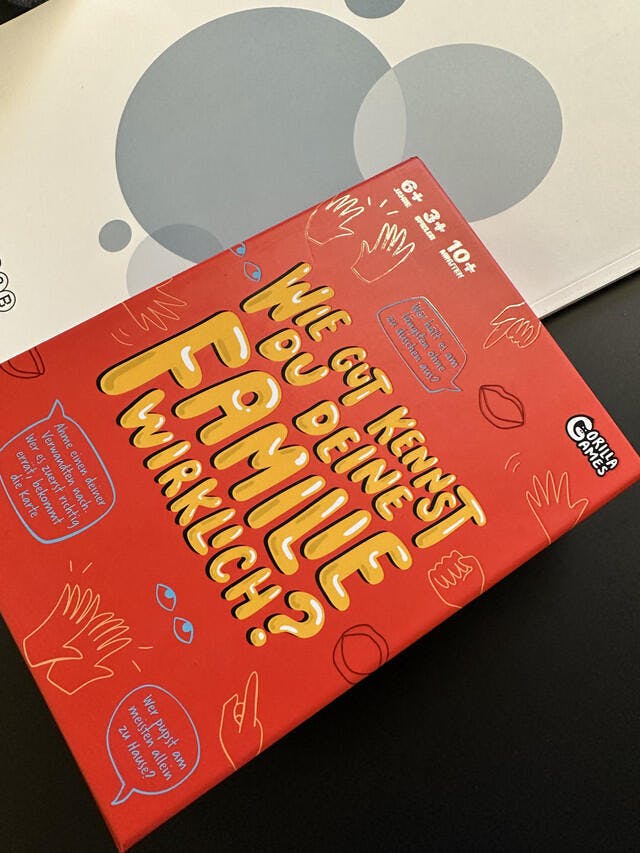 6+
JAHRE
3+
SPIELER
10+
MINUTEN
Wer hält es am
längsten ohne
zu duschen aus?
WIE GUT KENNST
DU DEINE
FAMILIE
WIRKLICH?
GORILLA
GAMES
Ahme einen deiner
Verwandten nach.
Wer es zuerst richtig
errät, bekommt
die Karte
Wer pupst am
meisten allein
zu Hause?